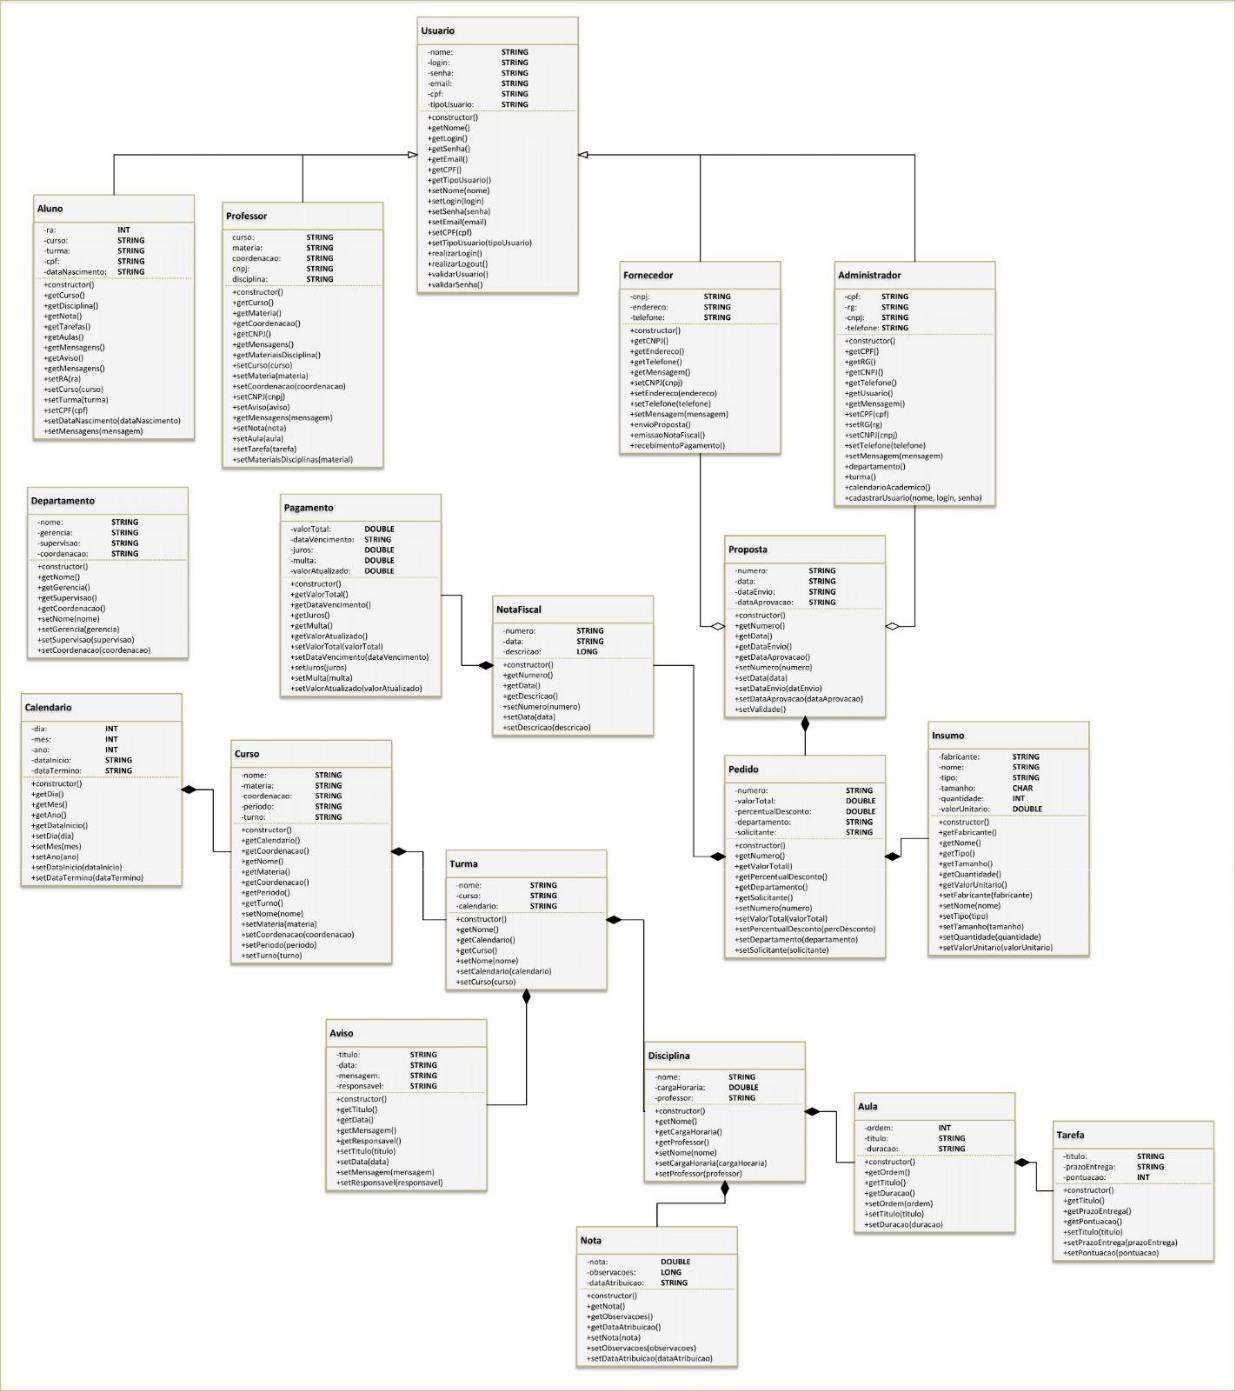 Usuario
-nome: STRING
-login: STRING
-senha: STRING
-email: STRING
-cpf: STRING
-tipoUsuario: STRING
+constructor()
+getNome()
+getLogin()
+getSenha()
+getEmail()
+getCPF()
+getTipoUsuario()
+setNome(nome)
+setLogin(login)
+setSenha(senha)
+setEmail(email)
+setCPF(cpf)
+setTipoUsuario(tipoUsuario)
+realizarLogin()
+realizarLogout()
+validarUsuario()
+validarSenha()
Aluno
-ra: INT
-curso: STRING
-turma: STRING
-cpf: STRING
-dataNascimento: STRING
+constructor()
+getCurso()
+getDisciplina()
+getNota()
+getTarefas()
+getAulas()
+getMensagens()
+getAviso()
+getMensagens()
+setRA(ra)
+setCurso(curso)
+setTurma(turma)
+setCPF(cpf)
+setDataNascimento(dataNascimento)
+setMensagens(mensagem)
Professor
curso: STRING
materia: STRING
coordenacao: STRING
cnpj: STRING
disciplina: STRING
+constructor()
+getCurso()
+getMateria()
+getCoordenacao()
+getCNPJ()
+getMensagens()
+getMateriaisDisciplina()
+setCurso(curso)
+setMateria(materia)
+setCoordenacao(coordenacao)
+setCNPJ(cnpj)
+setAviso(aviso)
+getMensagens(mensagem)
+setNota(nota)
+setAula(aula)
+setTarefa(tarefa)
+setMateriaisDisciplinas(material)
Fornecedor
-cnpj: STRING
-endereco: STRING
-telefone: STRING
+constructor()
+getCNPJ()
+getEndereco()
+getTelefone()
+getMensagem()
+setCNPJ(cnpj)
+setEndereco(endereco)
+setTelefone(telefone)
+setMensagem(mensagem)
+envioProposta()
+emissaoNotaFiscal()
+recebimentoPagamento()
Administrador
-cpf: STRING
-rg: STRING
-cnpj: STRING
-telefone: STRING
+constructor()
+getCPF()
+getRG()
+getCNPJ()
+getTelefone()
+getUsuario()
+getMensagem()
+setCPF(cpf)
+setRG(rg)
+setCNPJ(cnpj)
+setTelefone(telefone)
+setMensagem(mensagem)
+departamento()
+turma()
+calendarioAcademico()
+cadastrarUsuario(nome, login, senha)
Departamento
-nome: STRING
-gerencia: STRING
-supervisao: STRING
-coordenacao: STRING
+constructor()
+getNome()
+getGerencia()
+getSupervisao()
+getCoordenacao()
+setNome(nome)
+setGerencia(gerencia)
+setSupervisao(supervisao)
+setCoordenacao(coordenacao)
Pagamento
-valorTotal: DOUBLE
-dataVencimento: STRING
-juros: DOUBLE
-multa: DOUBLE
-valorAtualizado: DOUBLE
+constructor()
+getValorTotal()
+getDataVencimento()
+getJuros()
+getMulta()
+getValorAtualizado()
+setValorTotal(valorTotal)
+setDataVencimento(dataVencimento)
+setJuros(juros)
+setMulta(multa)
+setValorAtualizado(valorAtualizado)
NotaFiscal
-numero: STRING
-data: STRING
-descricao: LONG
+constructor()
+getNumero()
+getData()
+getDescricao()
+setNumero(numero)
+setData(data)
+setDescricao(descricao)
Proposta
-numero: STRING
-data: STRING
-dataEnvio: STRING
-dataAprovacao: STRING
+constructor()
+getNumero()
+getData()
+getDataEnvio()
+getDataAprovacao()
+setNumero(numero)
+setData(data)
+setDataEnvio(datEnvio)
+setDataAprovacao(dataAprovacao)
+setValidade()
Calendario
-dia: INT
-mes: INT
-ano: INT
-dataInicio: STRING
-dataTermino: STRING
+constructor()
+getDia()
+getMes()
+getAno()
+getDataInicio()
+setDia(dia)
+setMes(mes)
+setAno(ano)
+setDataInicio(dataInicio)
+setDataTermino(dataTermino)
Curso
-nome: STRING
-materia: STRING
-coordenacao: STRING
-periodo: STRING
-turno: STRING
+constructor()
+getCalendario()
+getCoordenacao()
+getNome()
+getMateria()
+getCoordenacao()
+getPeriodo()
+getTurno()
+setNome(nome)
+setMateria(materia)
+setCoordenacao(coordenacao)
+setPeriodo(periodo)
+setTurno(turno)
Turma
-nome: STRING
-curso: STRING
-calendario: STRING
+constructor()
+getNome()
+getCalendario()
+getCurso()
+setNome(nome)
+setCalendario(calendario)
+setCurso(curso)
Pedido
-numero: STRING
-valorTotal: DOUBLE
-percentualDesconto: DOUBLE
-departamento: STRING
-solicitante: STRING
+constructor()
+getNumero()
+getValorTotal()
+getPercentualDesconto()
+getDepartamento()
+getSolicitante()
+setNumero(numero)
+setValorTotal(valorTotal)
+setPercentualDesconto(percDesconto)
+setDepartamento(departamento)
+setSolicitante(solicitante)
Insumo
-fabricante: STRING
-nome: STRING
-tipo: STRING
-tamanho: CHAR
-quantidade: INT
-valorUnitario: DOUBLE
+constructor()
+getFabricante()
+getNome()
+getTipo()
+getTamanho()
+getQuantidade()
+getValorUnitario()
+setFabricante(fabricante)
+setNome(nome)
+setTipo(tipo)
+setTamanho(tamanho)
+setQuantidade(quantidade)
+setValorUnitario(valorUnitario)
Aviso
-titulo: STRING
-data: STRING
-mensagem: STRING
-responsavel: STRING
+constructor()
+getTitulo()
+getData()
+getMensagem()
+getResponsavel()
+setTitulo(titulo)
+setData(data)
+setMensagem(mensagem)
+setResponsavel(responsavel)
Disciplina
-nome: STRING
-cargaHoraria: DOUBLE
-professor: STRING
+constructor()
+getNome()
+getCargaHoraria()
+getProfessor()
+setNome(nome)
+setCargaHoraria(cargaHoraria)
+setProfessor(professor)
Aula
-ordem: INT
-titulo: STRING
-duracao: STRING
+constructor()
+getOrdem()
+getTitulo()
+getDuracao()
+setOrdem(ordem)
+setTitulo(titulo)
+setDuracao(duracao)
Tarefa
-titulo: STRING
-prazoEntrega: STRING
-pontuacao: INT
+constructor()
+getTitulo()
+getPrazoEntrega()
+getPontuacao()
+setTitulo(titulo)
+setPrazoEntrega(prazoEntrega)
+setPontuacao(pontuacao)
Nota
-nota: DOUBLE
-observacoes: LONG
-dataAtribuicao: STRING
+constructor()
+getNota()
+getObservacoes()
+getDataAtribuicao()
+setNota(nota)
+setObservacoes(observacoes)
+setDataAtribuicao(dataAtribuicao)